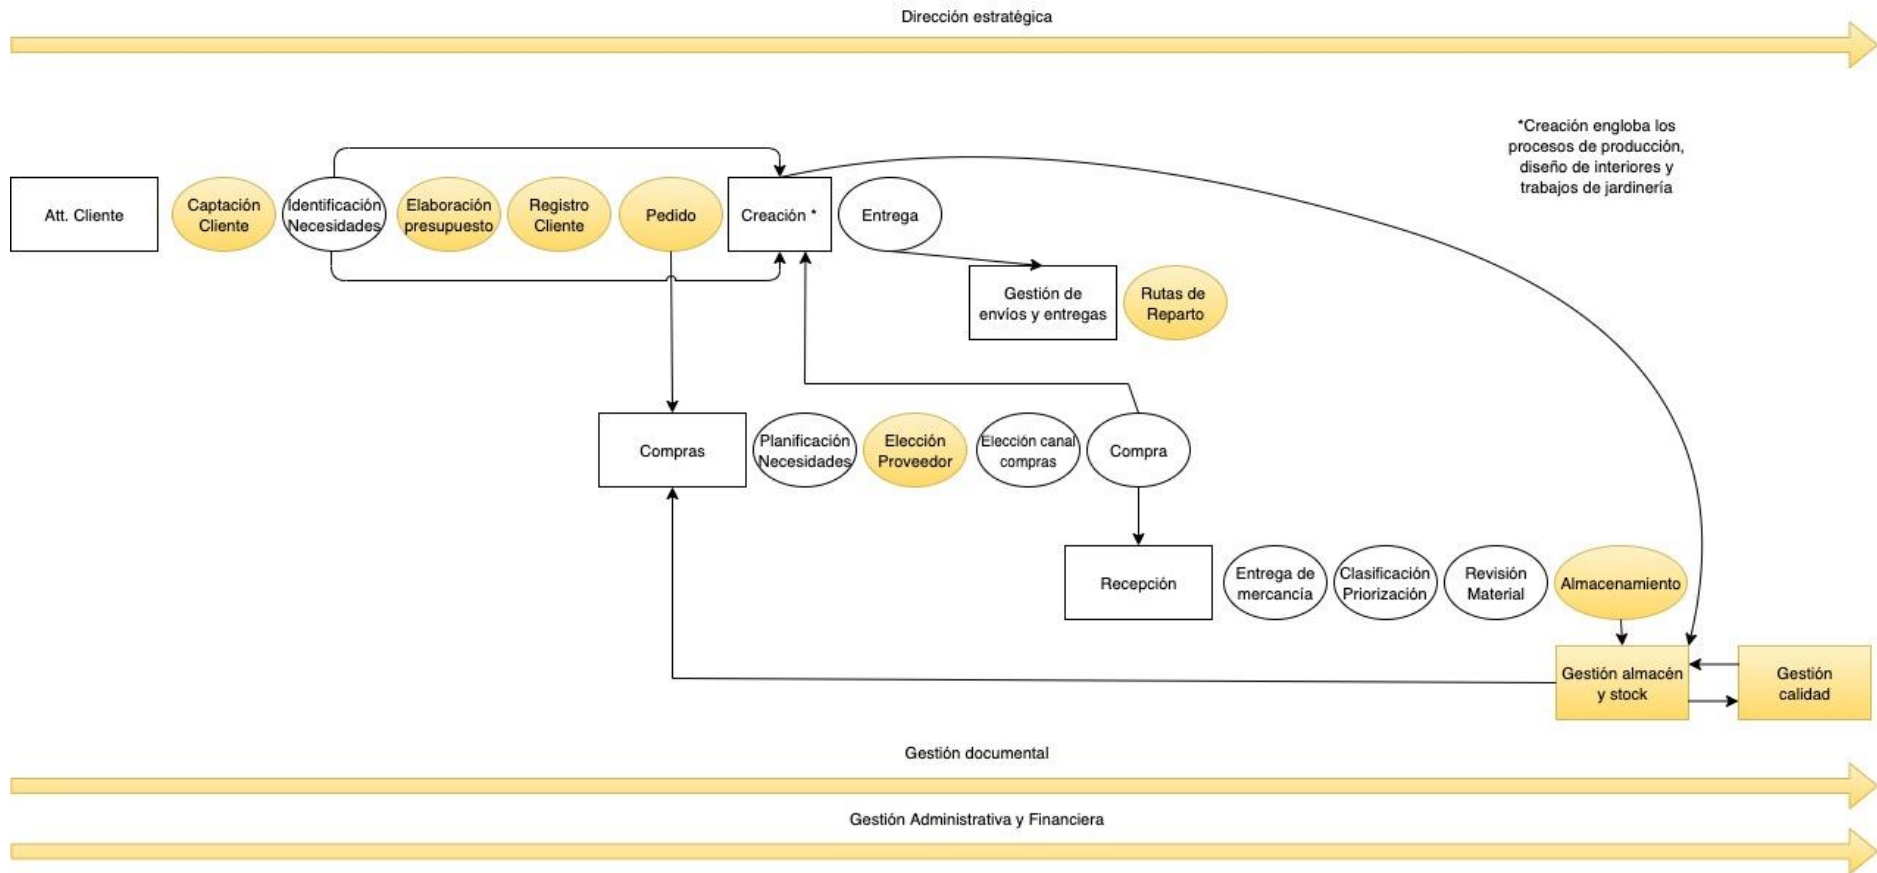 Dirección estratégica
*Creación engloba los
procesos de producción,
diseño de interiores y
trabajos de jardinería
Att. Cliente
Captación
Cliente
Identificación
Necesidades
Elaboración
presupuesto
Registro
Cliente
Pedido
Creación *
Entrega
Gestión de
envíos y entregas
Rutas de
Reparto
Compras
Planificación
Necesidades
Elección
Proveedor
Elección canal
compras
Compra
Recepción
Entrega de
mercancía
Clasificación
Priorización
Revisión
Material
Almacenamiento
Gestión almacén
y stock
Gestión
calidad
Gestión documental
Gestión Administrativa y Financiera